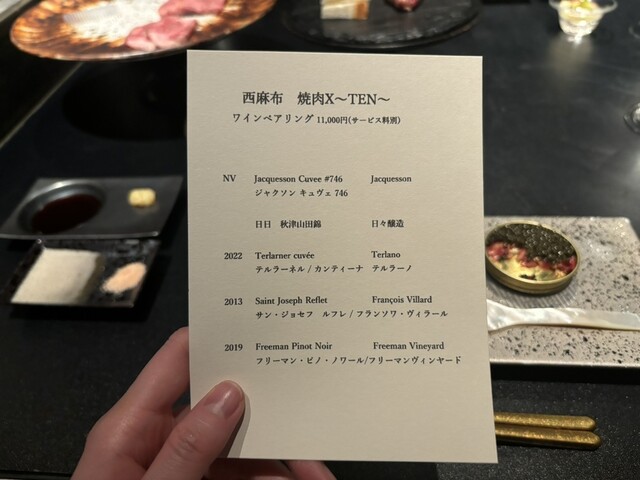 西麻布 焼肉X〜TEN〜
ワインペアリング 11,000円(サービス料別)
NV Jacquesson Cuvee #746 Jacquesson
ジャクソン キュヴェ 746
日日 秋津山田錦 日々醸造
2022 Terlarner cuvée Terlano
テルラーネル / カンティーナ テルラーノ
2013 Saint Joseph Reflet François Villard
サン・ジョセフ ルフレ / フランソワ・ヴィラール
2019 Freeman Pinot Noir Freeman Vineyard
フリーマン・ピノ・ノワール/フリーマンヴィンヤード